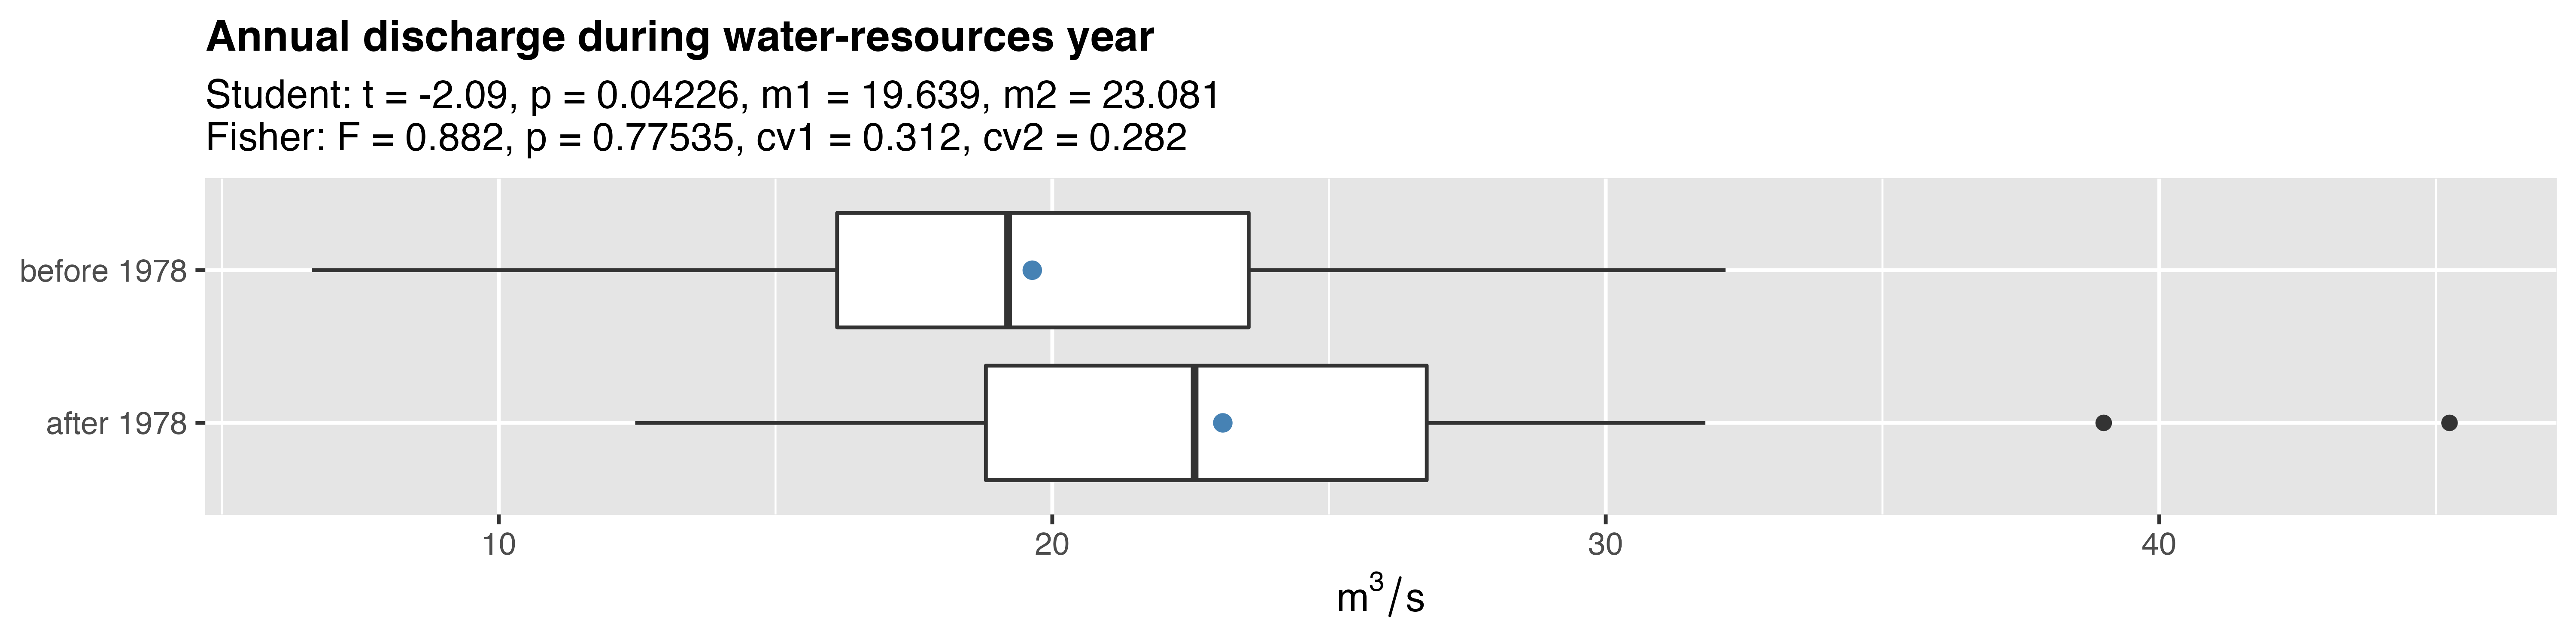 Annual discharge during water-resources year
Student: t = -2.09, p = 0.04226, m1 = 19.639, m2 = 23.081
Fisher: F = 0.882, p = 0.77535, cv1 = 0.312, cv2 = 0.282
before 1978
after 1978
10 20 30 40
m³/s